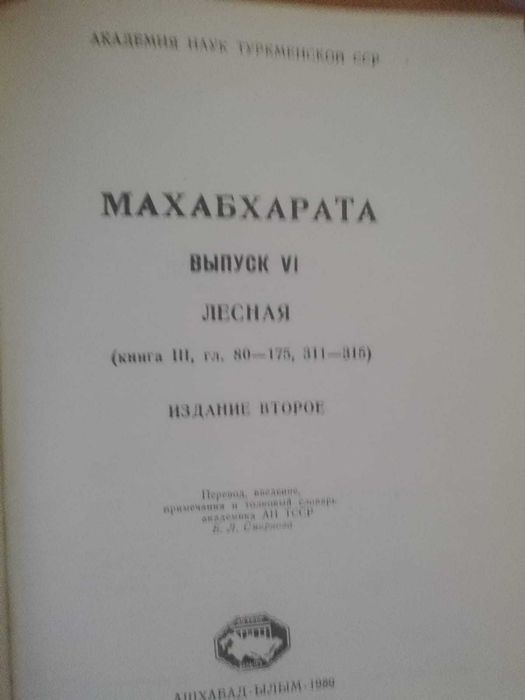 АКАДЕМИЯ НАУК ТУРКМЕНСКОЙ ССР
МАХАБХАРАТА
ВЫПУСК VI
ЛЕСНАЯ
(книга III, гл. 80—175, 311—315)
ИЗДАНИЕ ВТОРОЕ
Перевод, введение,
примечания и толковый словарь
академика АН ТССР
Б. Л. Смирнова
АШХАБАД·ЫЛЫМ·1989